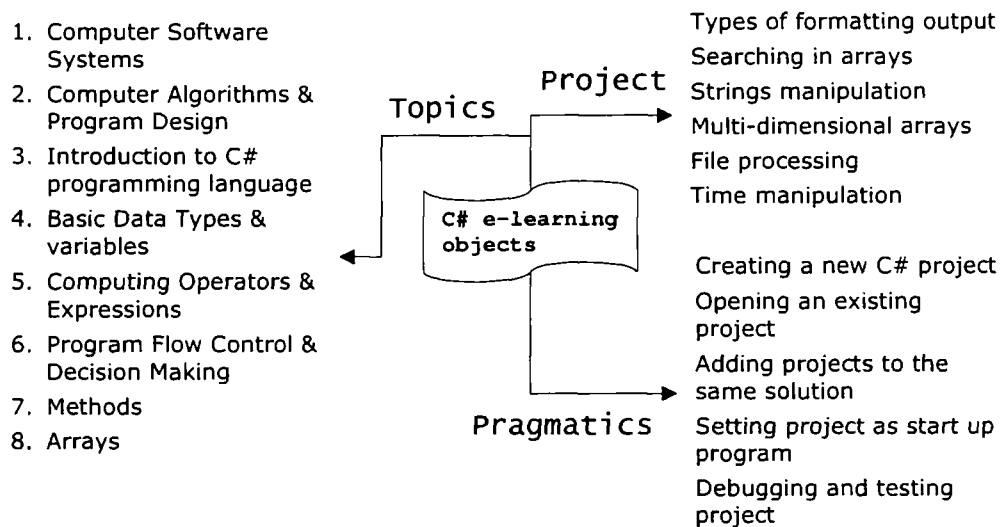 1. Computer Software
Systems
2. Computer Algorithms &
Program Design
3. Introduction to C#
programming language
4. Basic Data Types &
variables
5. Computing Operators &
Expressions
6. Program Flow Control &
Decision Making
7. Methods
8. Arrays
Topics
Project
C# e-learning
objects
Pragmatics
Types of formatting output
Searching in arrays
Strings manipulation
Multi-dimensional arrays
File processing
Time manipulation
Creating a new C# project
Opening an existing
project
Adding projects to the
same solution
Setting project as start up
program
Debugging and testing
project